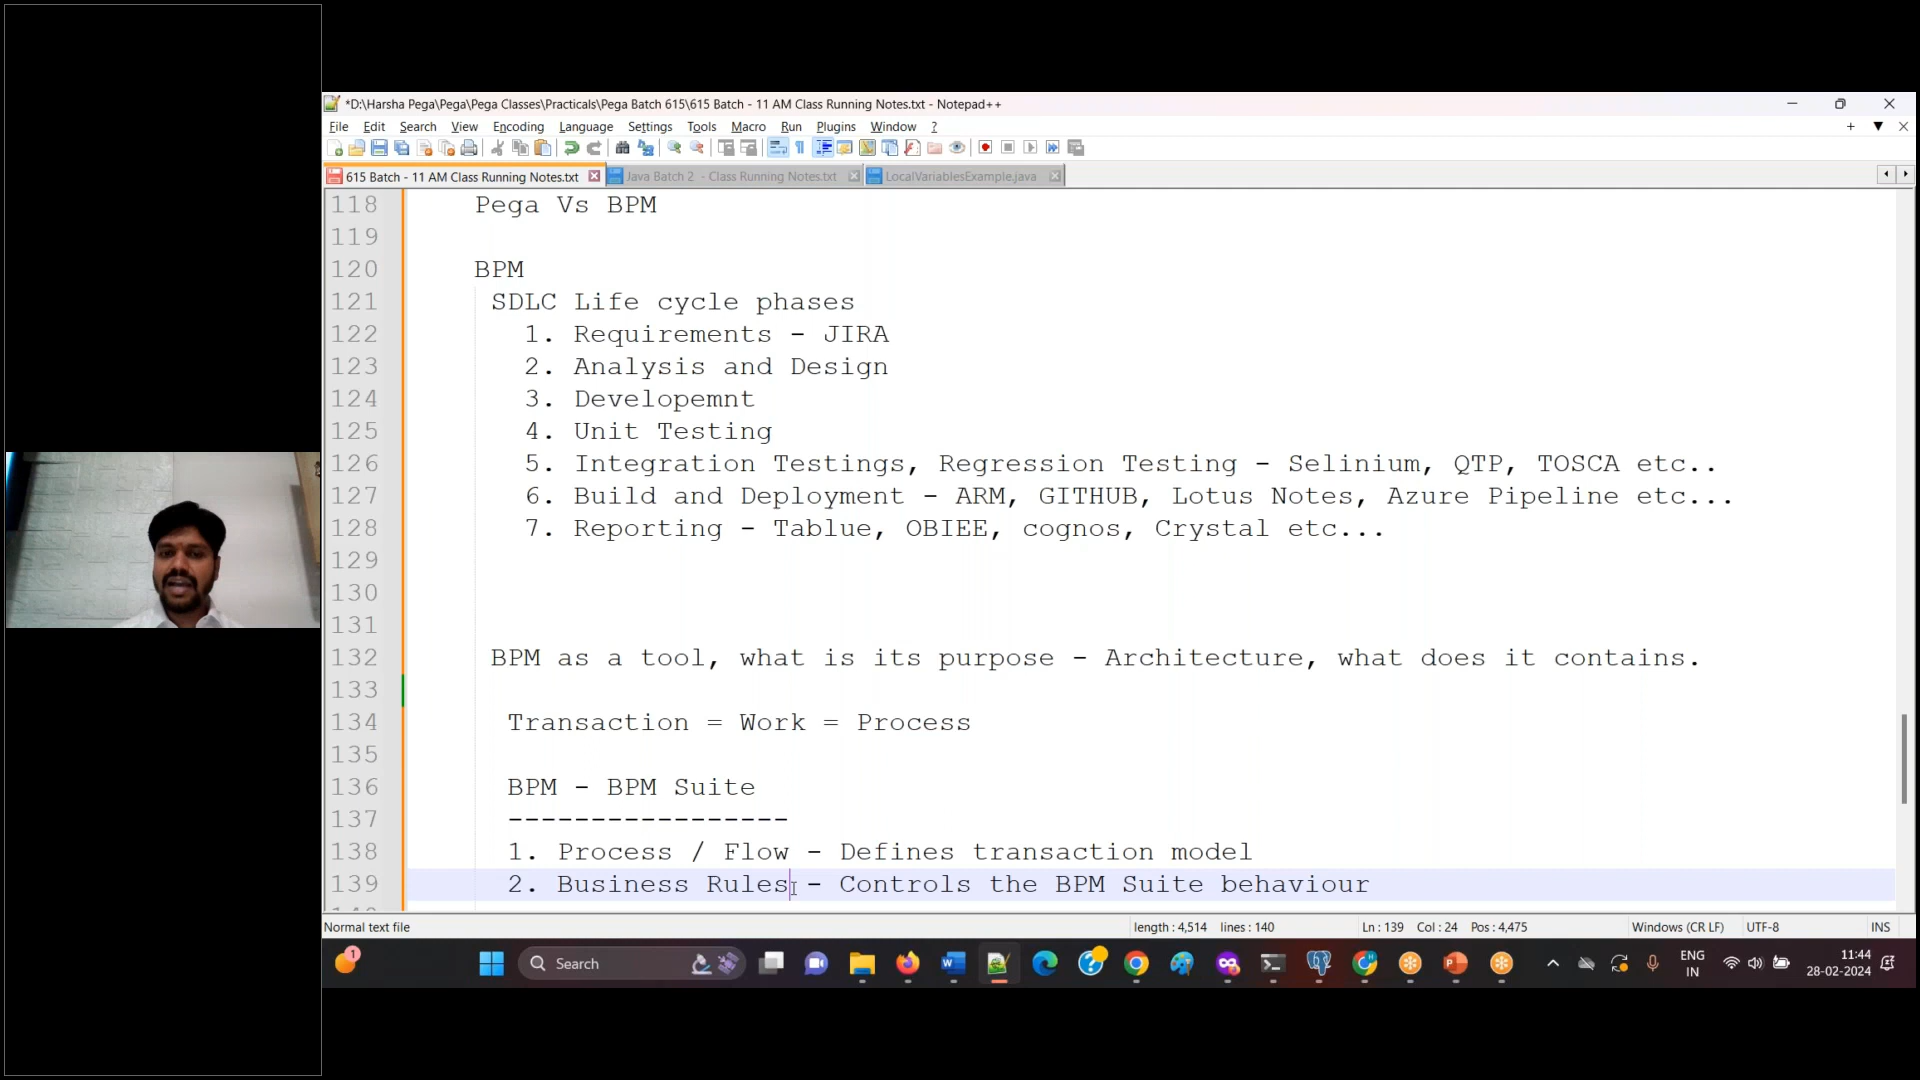 *D:\Harsha Pega\Pega\Pega Classes\Practicals\Pega Batch 615\615 Batch - 11 AM Class Running Notes.txt - Notepad++
File Edit Search View Encoding Language Settings Tools Macro Run Plugins Window ?
615 Batch - 11 AM Class Running Notes.txt Java Batch 2 - Class Running Notes.txt LocalVariablesExample.java
118 Pega Vs BPM
119
120 BPM
121 SDLC Life cycle phases
122 1. Requirements - JIRA
123 2. Analysis and Design
124 3. Developemnt
125 4. Unit Testing
126 5. Integration Testings, Regression Testing - Selinium, QTP, TOSCA etc..
127 6. Build and Deployment - ARM, GITHUB, Lotus Notes, Azure Pipeline etc...
128 7. Reporting - Tablue, OBIEE, cognos, Crystal etc...
129
130
131
132 BPM as a tool, what is its purpose - Architecture, what does it contains.
133
134 Transaction = Work = Process
135
136 BPM - BPM Suite
137 -----------------
138 1. Process / Flow - Defines transaction model
139 2. Business Rules - Controls the BPM Suite behaviour
Normal text file length : 4,514 lines : 140 Ln : 139 Col : 24 Pos : 4,475 Windows (CR LF) UTF-8 INS
1 Search ENG 11:44
IN 28-02-2024